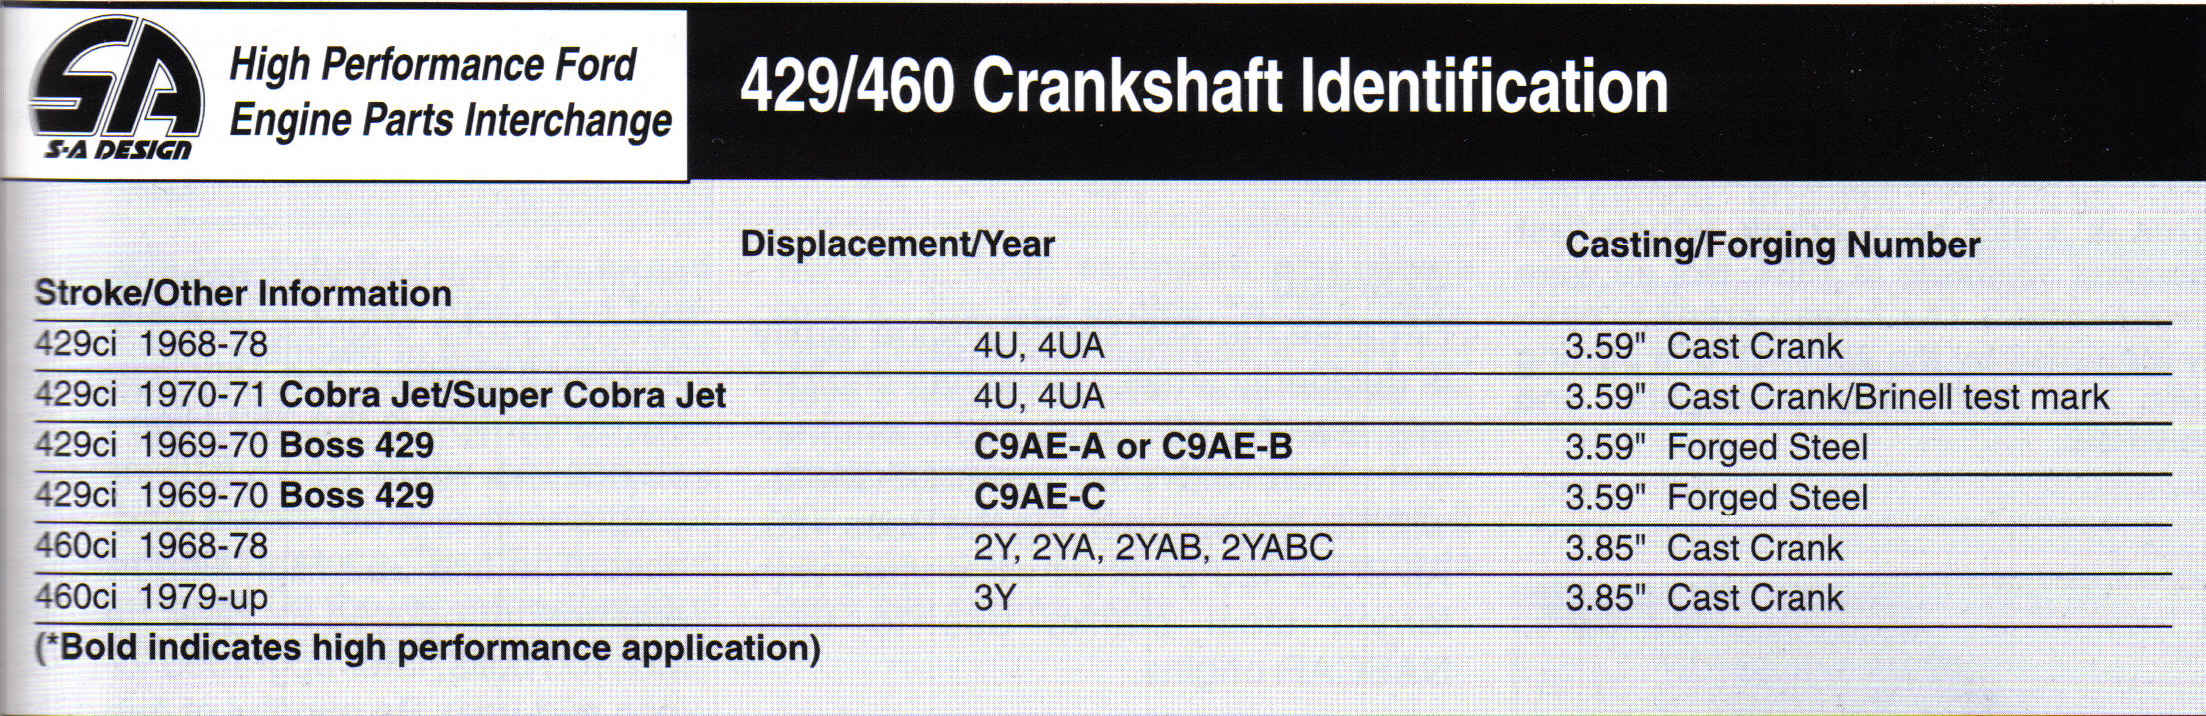 SA
S-A DESIGN
High Performance Ford
Engine Parts Interchange
429/460 Crankshaft Identification
Displacement/Year Casting/Forging Number
Stroke/Other Information
429ci 1968-78 4U, 4UA 3.59" Cast Crank
429ci 1970-71 Cobra Jet/Super Cobra Jet 4U, 4UA 3.59" Cast Crank/Brinell test mark
429ci 1969-70 Boss 429 C9AE-A or C9AE-B 3.59" Forged Steel
429ci 1969-70 Boss 429 C9AE-C 3.59" Forged Steel
460ci 1968-78 2Y, 2YA, 2YAB, 2YABC 3.85" Cast Crank
460ci 1979-up 3Y 3.85" Cast Crank
(*Bold indicates high performance application)